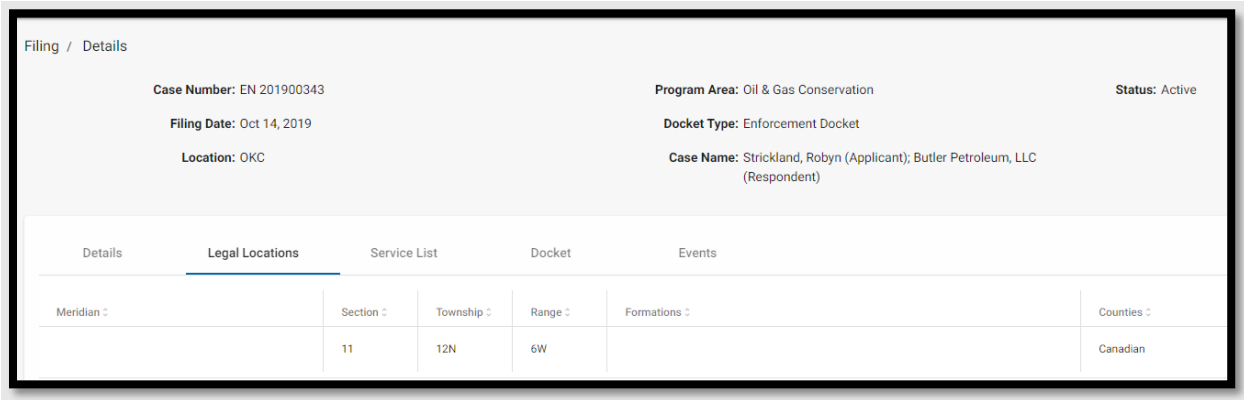 Filing / Details
Case Number: EN 201900343
Program Area: Oil & Gas Conservation
Status: Active
Filing Date: Oct 14, 2019
Docket Type: Enforcement Docket
Location: OKC
Case Name: Strickland, Robyn (Applicant); Butler Petroleum, LLC
(Respondent)
Details Legal Locations Service List Docket Events
Meridian Section Township Range Formations Counties
11 12N 6W Canadian